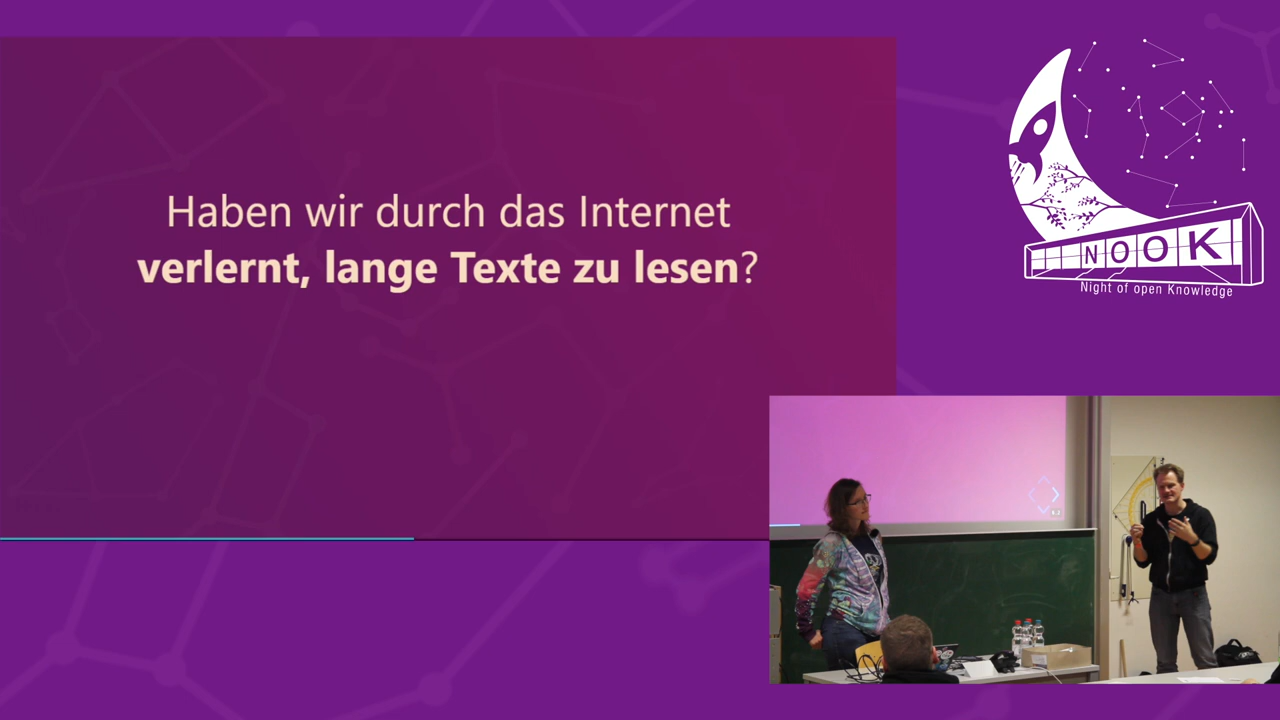 Haben wir durch das Internet
verlernt, lange Texte zu lesen?
NOOK
Night of open Knowledge